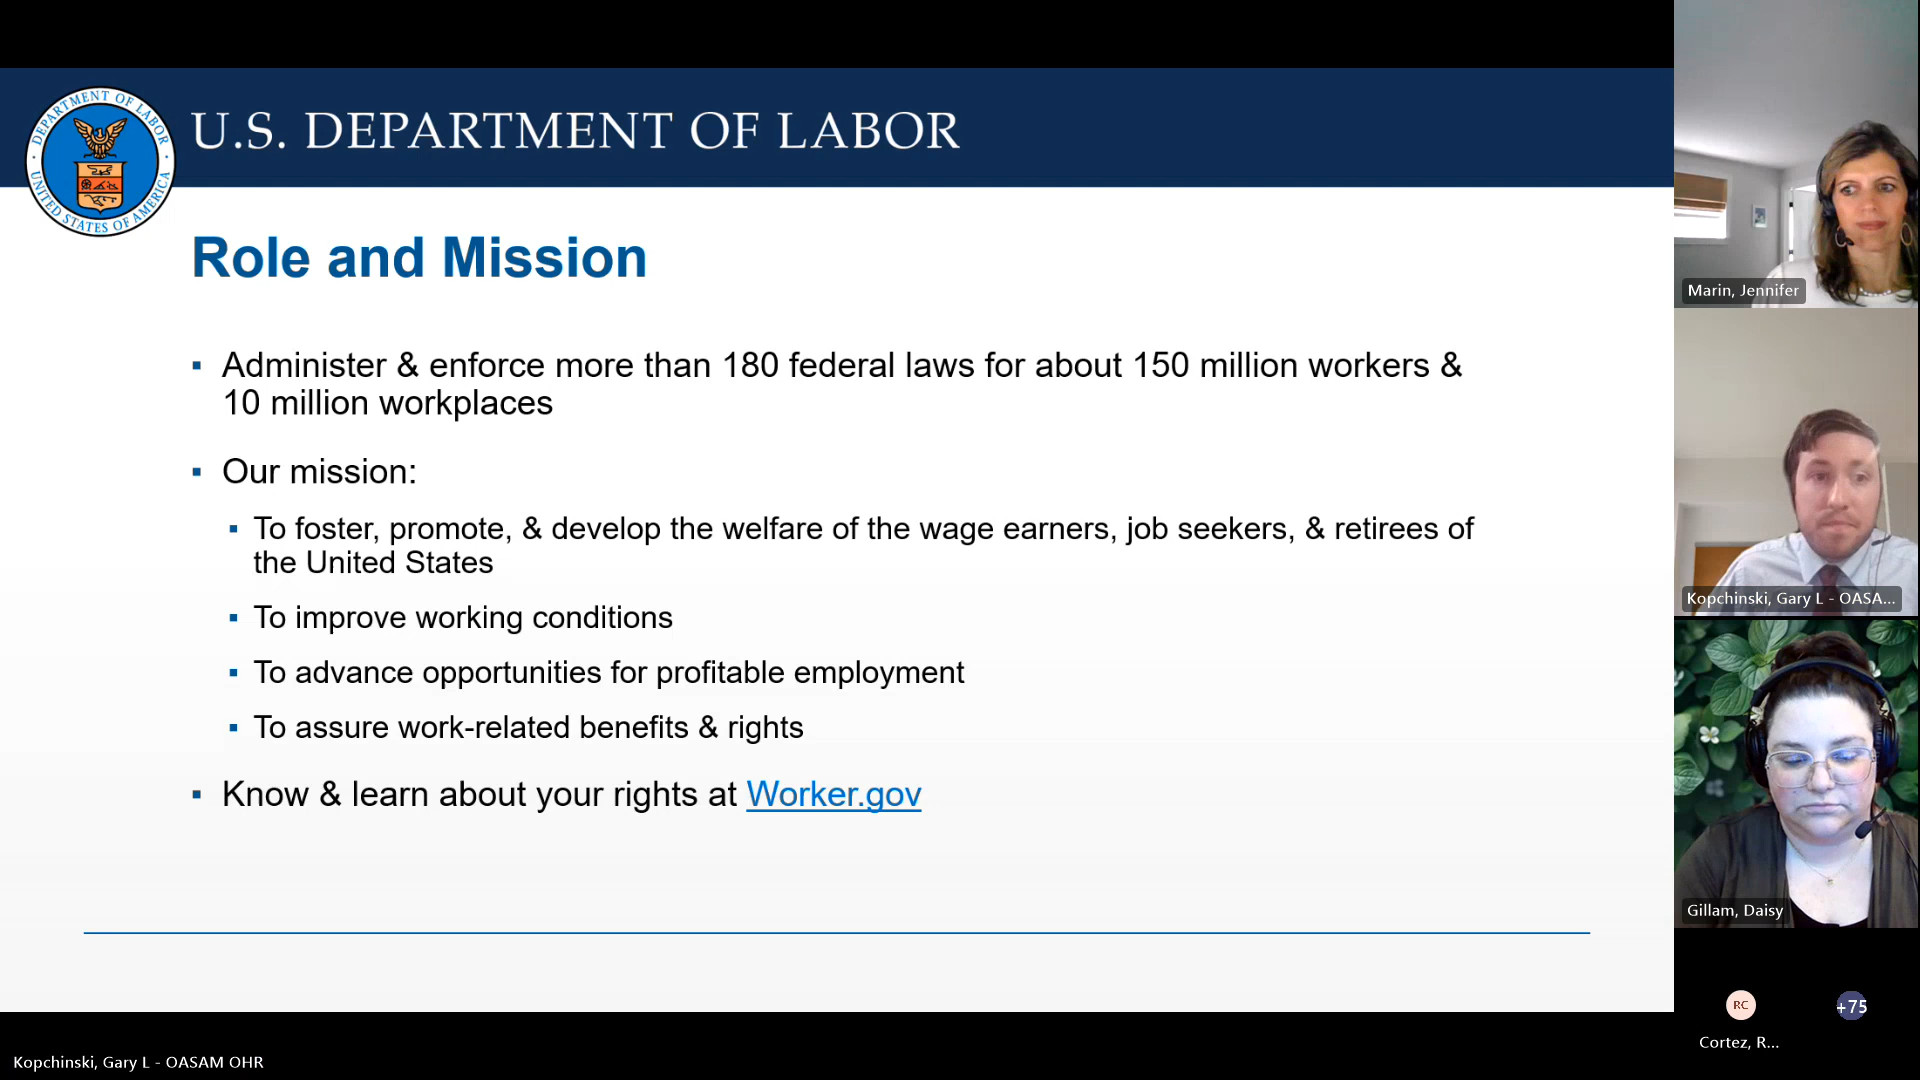 DEPARTMENT OF LABOR
UNITED STATES OF AMERICA
U.S. DEPARTMENT OF LABOR
Role and Mission
▪ Administer & enforce more than 180 federal laws for about 150 million workers &
10 million workplaces
▪ Our mission:
▪ To foster, promote, & develop the welfare of the wage earners, job seekers, & retirees of
the United States
▪ To improve working conditions
▪ To advance opportunities for profitable employment
▪ To assure work-related benefits & rights
▪ Know & learn about your rights at Worker.gov
Marin, Jennifer
Kopchinski, Gary L - OASA...
Gillam, Daisy
RC
+75
Cortez, R...
Kopchinski, Gary L - OASAM OHR